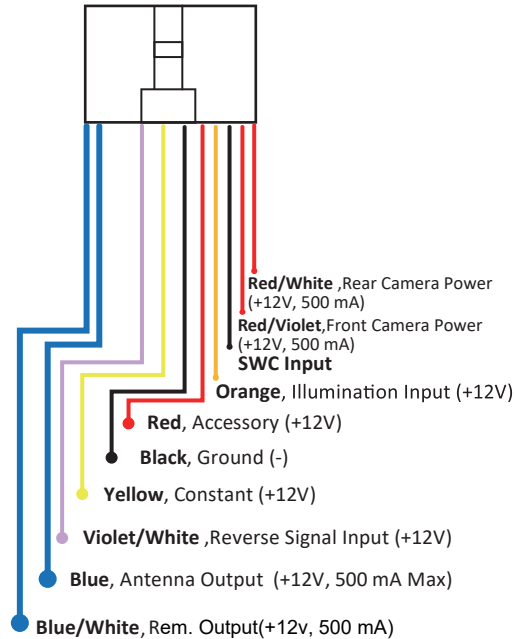 Red/White ,Rear Camera Power
(+12V, 500 mA)
Red/Violet,Front Camera Power
(+12V, 500 mA)
SWC Input
Orange, Illumination Input (+12V)
Red, Accessory (+12V)
Black, Ground (-)
Yellow, Constant (+12V)
Violet/White ,Reverse Signal Input (+12V)
Blue, Antenna Output (+12V, 500 mA Max)
Blue/White, Rem. Output(+12v, 500 mA)